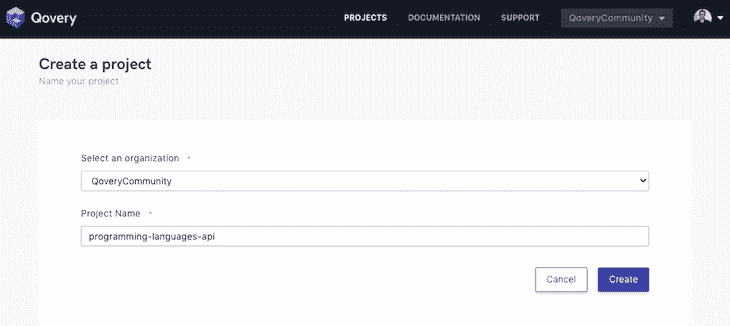 Qovery PROJECTS DOCUMENTATION SUPPORT QoveryCommunity
Create a project
Name your project
Select an organization *
QoveryCommunity
Project Name *
programming-languages-api
Cancel Create